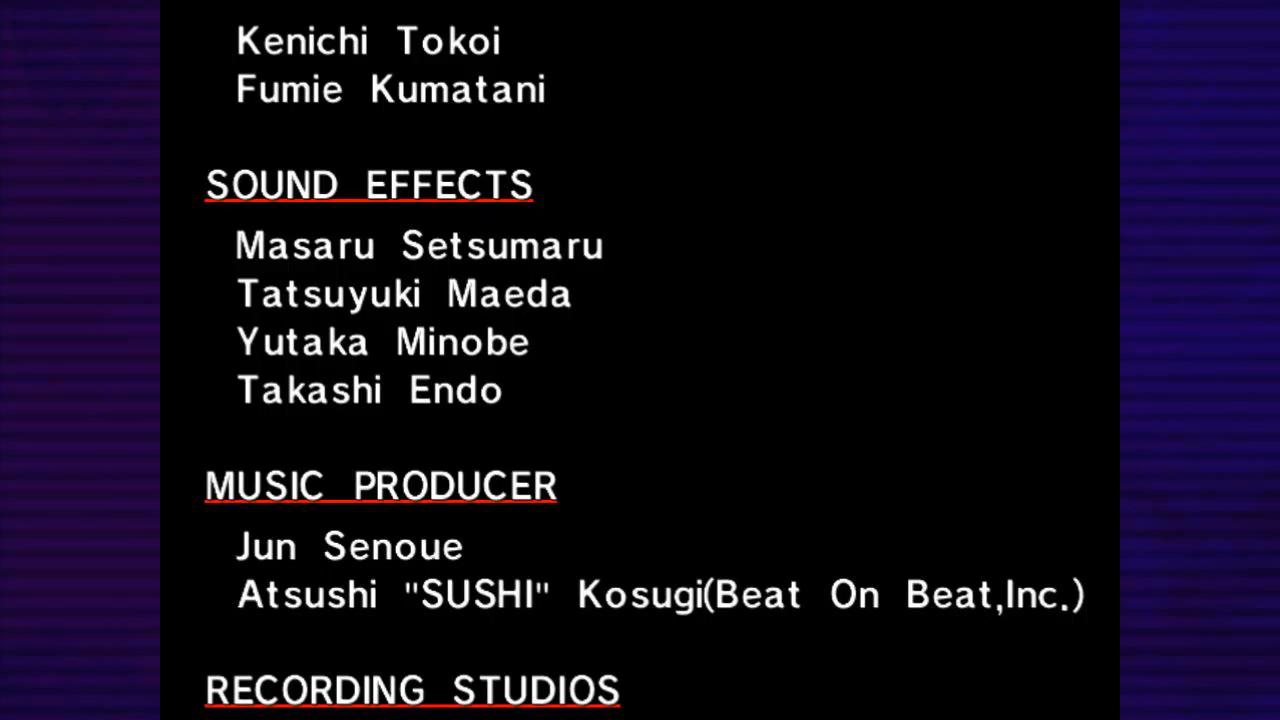 Kenichi Tokoi
Fumie Kumatani
SOUND EFFECTS
Masaru Setsumaru
Tatsuyuki Maeda
Yutaka Minobe
Takashi Endo
MUSIC PRODUCER
Jun Senoue
Atsushi "SUSHI" Kosugi(Beat On Beat,Inc.)
RECORDING STUDIOS